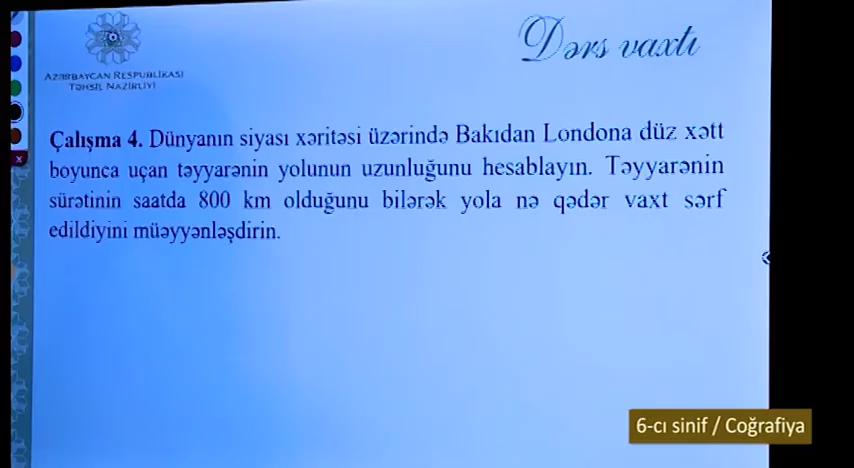 Dərs vaxtı
AZƏRBAYCAN RESPUBLİKASI
TƏHSİL NAZİRLİYİ
Çalışma 4. Dünyanın siyası xəritəsi üzərində Bakıdan Londona düz xətt
boyunca uçan təyyarənin yolunun uzunluğunu hesablayın. Təyyarənin
sürətinin saatda 800 km olduğunu bilərək yola nə qədər vaxt sərf
edildiyini müəyyənləşdirin.
6-cı sinif / Coğrafiya